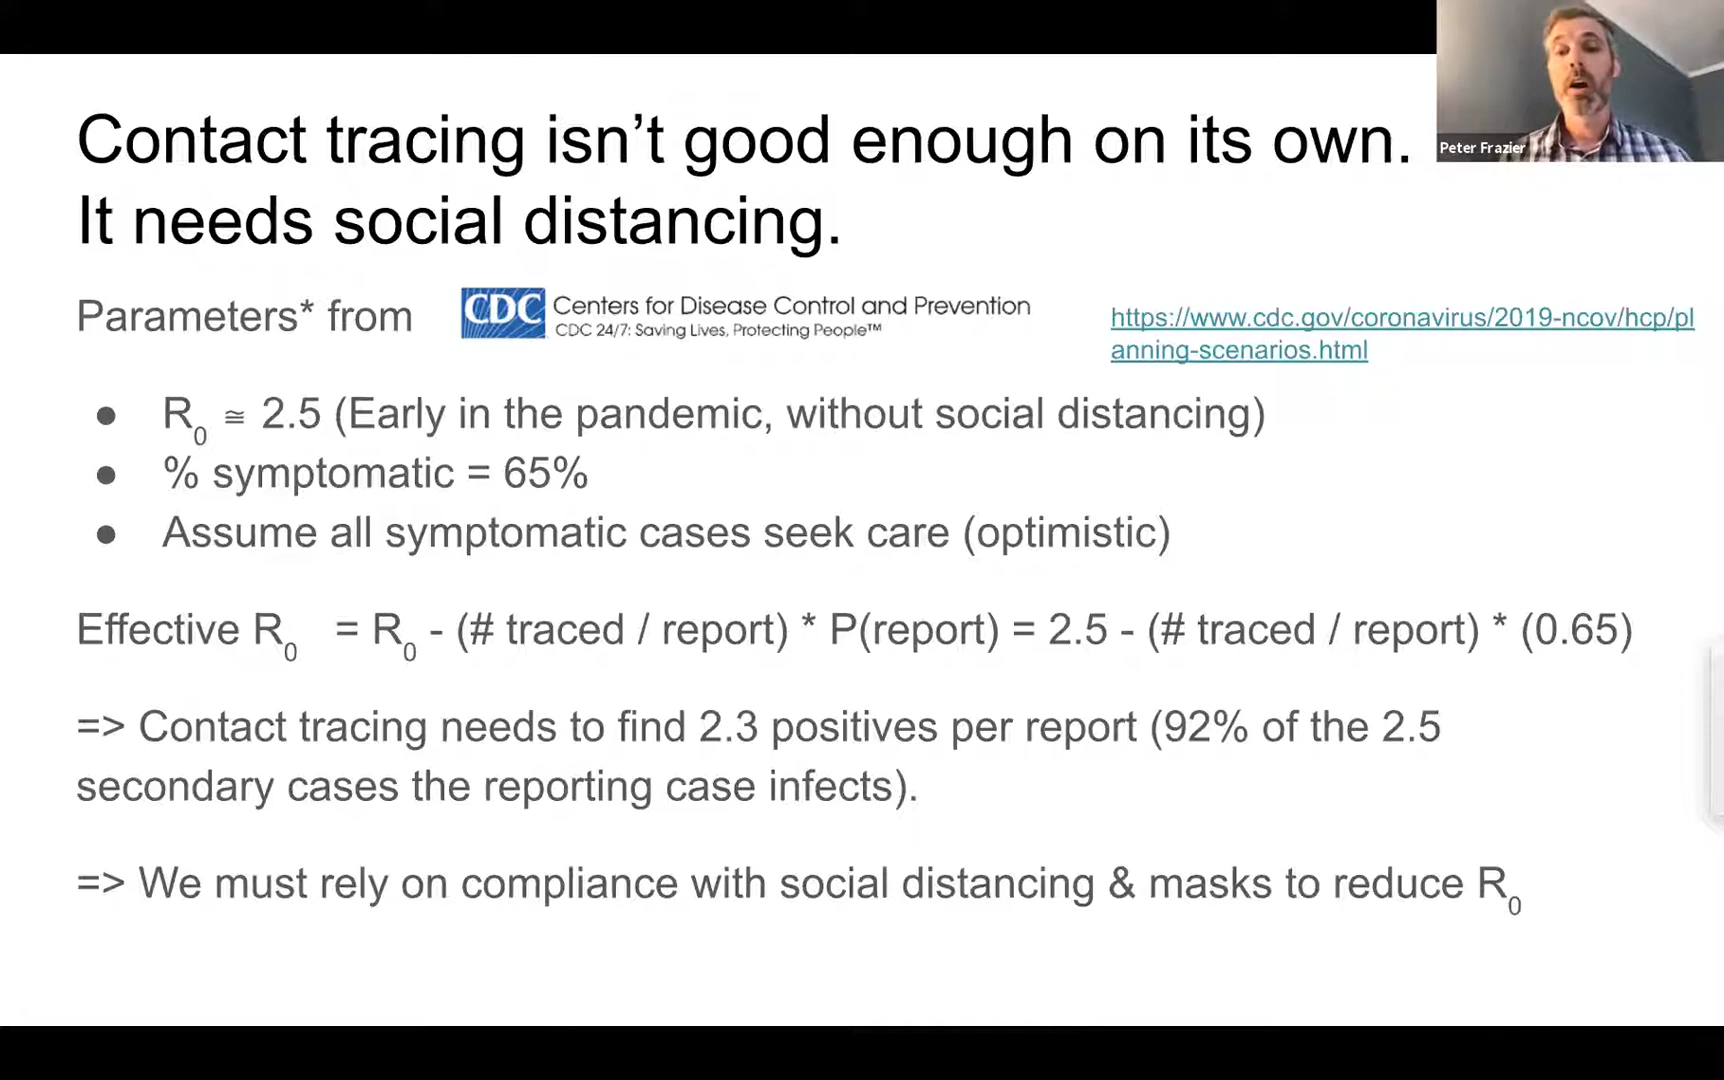 Contact tracing isn’t good enough on its own.
It needs social distancing.
Peter Frazier
Parameters* from
CDC Centers for Disease Control and Prevention
CDC 24/7: Saving Lives, Protecting People™
https://www.cdc.gov/coronavirus/2019-ncov/hcp/pl
anning-scenarios.html
● R₀ ≅ 2.5 (Early in the pandemic, without social distancing)
● % symptomatic = 65%
● Assume all symptomatic cases seek care (optimistic)
Effective R₀ = R₀ - (# traced / report) * P(report) = 2.5 - (# traced / report) * (0.65)
=> Contact tracing needs to find 2.3 positives per report (92% of the 2.5
secondary cases the reporting case infects).
=> We must rely on compliance with social distancing & masks to reduce R₀